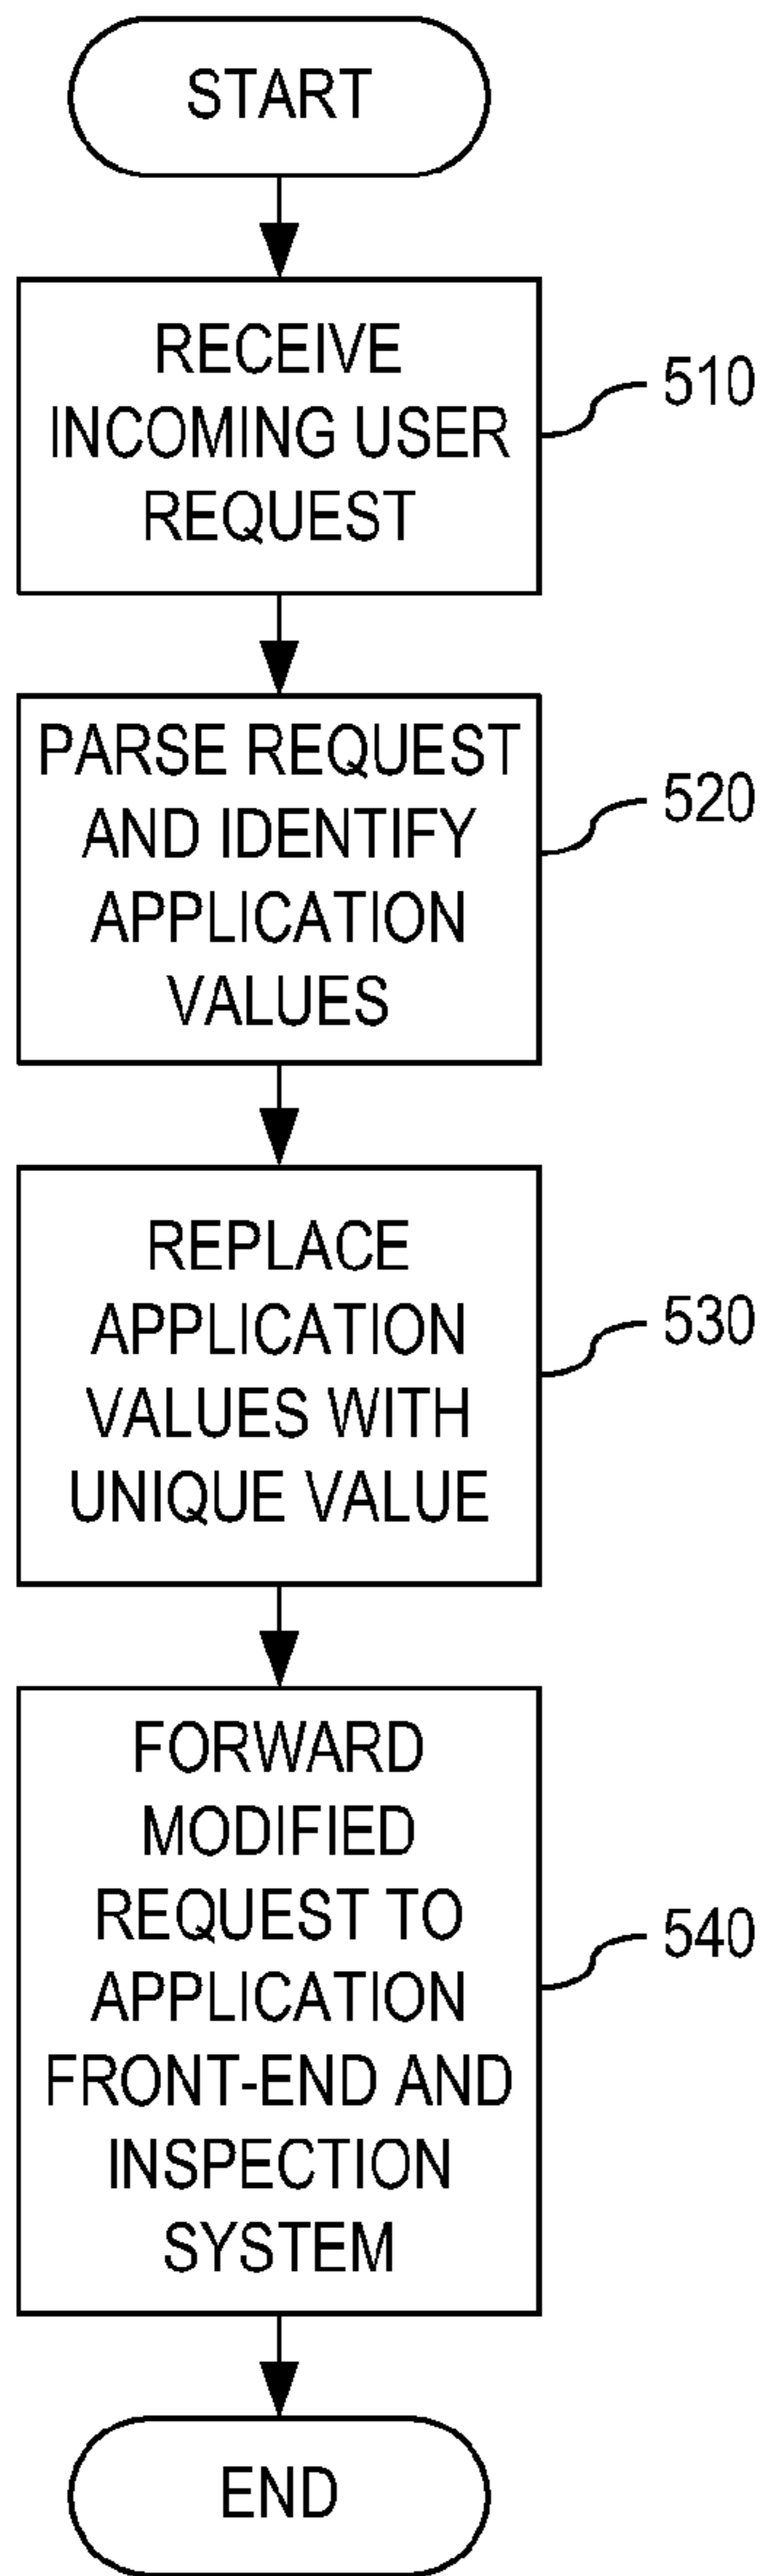 START
RECEIVE
INCOMING USER
REQUEST
510
PARSE REQUEST
AND IDENTIFY
APPLICATION
VALUES
520
REPLACE
APPLICATION
VALUES WITH
UNIQUE VALUE
530
FORWARD
MODIFIED
REQUEST TO
APPLICATION
FRONT-END AND
INSPECTION
SYSTEM
540
END